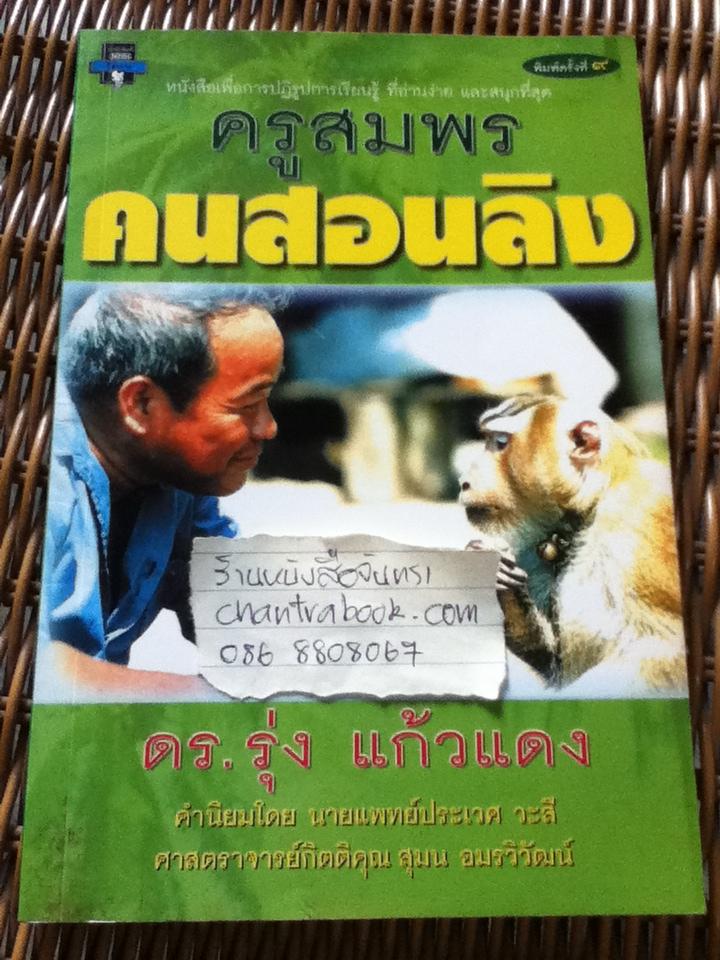 พิมพ์ครั้งที่ ๑๙
หนังสือเพื่อการปฏิรูปการเรียนรู้ ที่อ่านง่าย และสนุกที่สุด
ครูสมพร
คนสอนลิง
ร้านหนังสือจันทรา
chantrabook.com
086 8808067
ดร. รุ่ง แก้วแดง
คำนิยมโดย นายแพทย์ประเวศ วะสี
ศาสตราจารย์กิตติคุณ สุมน อมรวิวัฒน์